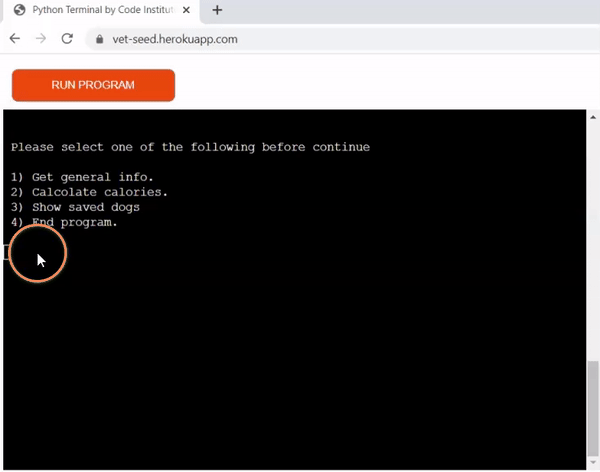 Python Terminal by Code Institut
vet-seed.herokuapp.com
RUN PROGRAM
Please select one of the following before continue
1) Get general info.
2) Calcolate calories.
3) Show saved dogs
4) End program.